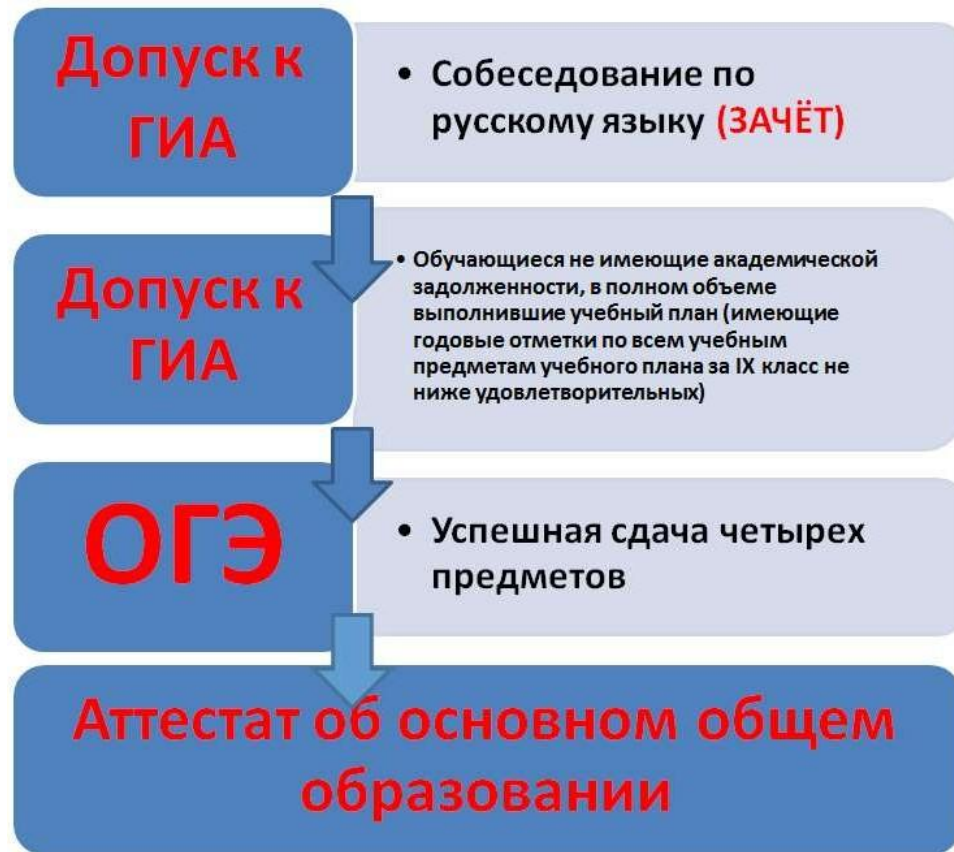 Допуск к
ГИА
• Собеседование по
русскому языку (ЗАЧЁТ)
Допуск к
ГИА
• Обучающиеся не имеющие академической
задолженности, в полном объеме
выполнившие учебный план (имеющие
годовые отметки по всем учебным
предметам учебного плана за IX класс не
ниже удовлетворительных)
ОГЭ
• Успешная сдача четырех
предметов
Аттестат об основном общем
образовании